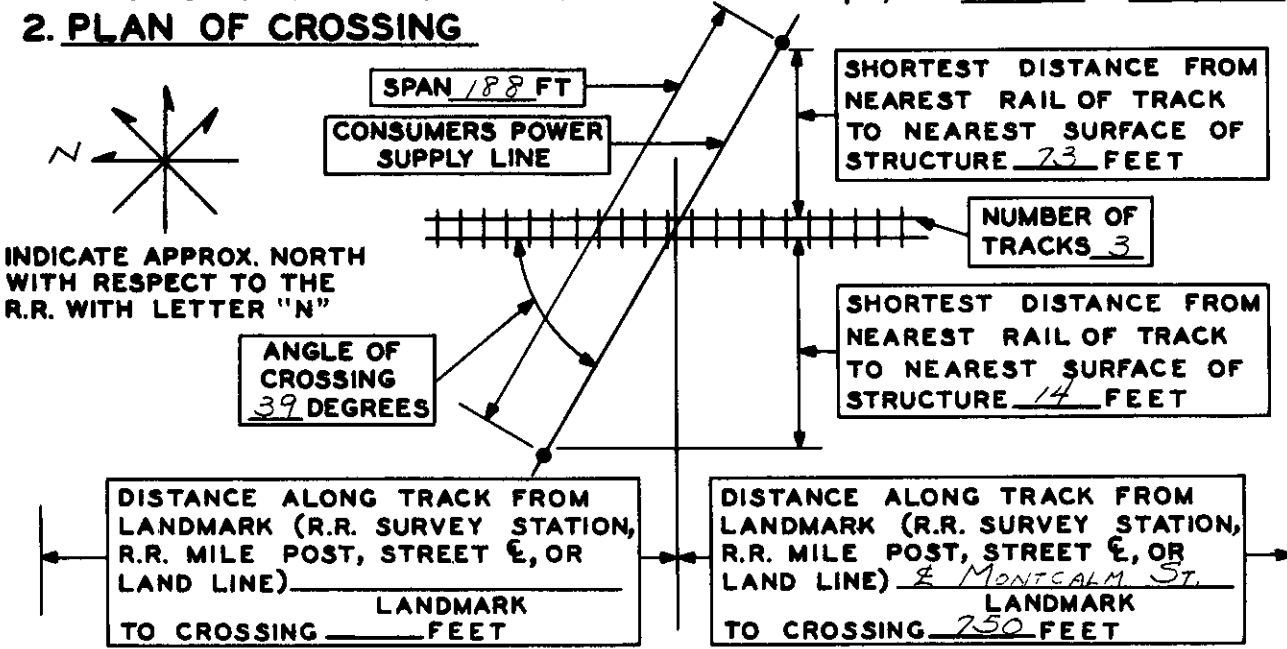 2. PLAN OF CROSSING
SPAN 188 FT
CONSUMERS POWER
SUPPLY LINE
SHORTEST DISTANCE FROM
NEAREST RAIL OF TRACK
TO NEAREST SURFACE OF
STRUCTURE 73 FEET
N
NUMBER OF
TRACKS 3
INDICATE APPROX. NORTH
WITH RESPECT TO THE
R.R. WITH LETTER "N"
ANGLE OF
CROSSING
39 DEGREES
SHORTEST DISTANCE FROM
NEAREST RAIL OF TRACK
TO NEAREST SURFACE OF
STRUCTURE 14 FEET
DISTANCE ALONG TRACK FROM
LANDMARK (R.R. SURVEY STATION,
R.R. MILE POST, STREET ℄, OR
LAND LINE)
LANDMARK
TO CROSSING FEET
DISTANCE ALONG TRACK FROM
LANDMARK (R.R. SURVEY STATION,
R.R. MILE POST, STREET ℄, OR
LAND LINE) ℄ MONTCALM ST.
LANDMARK
TO CROSSING 750 FEET